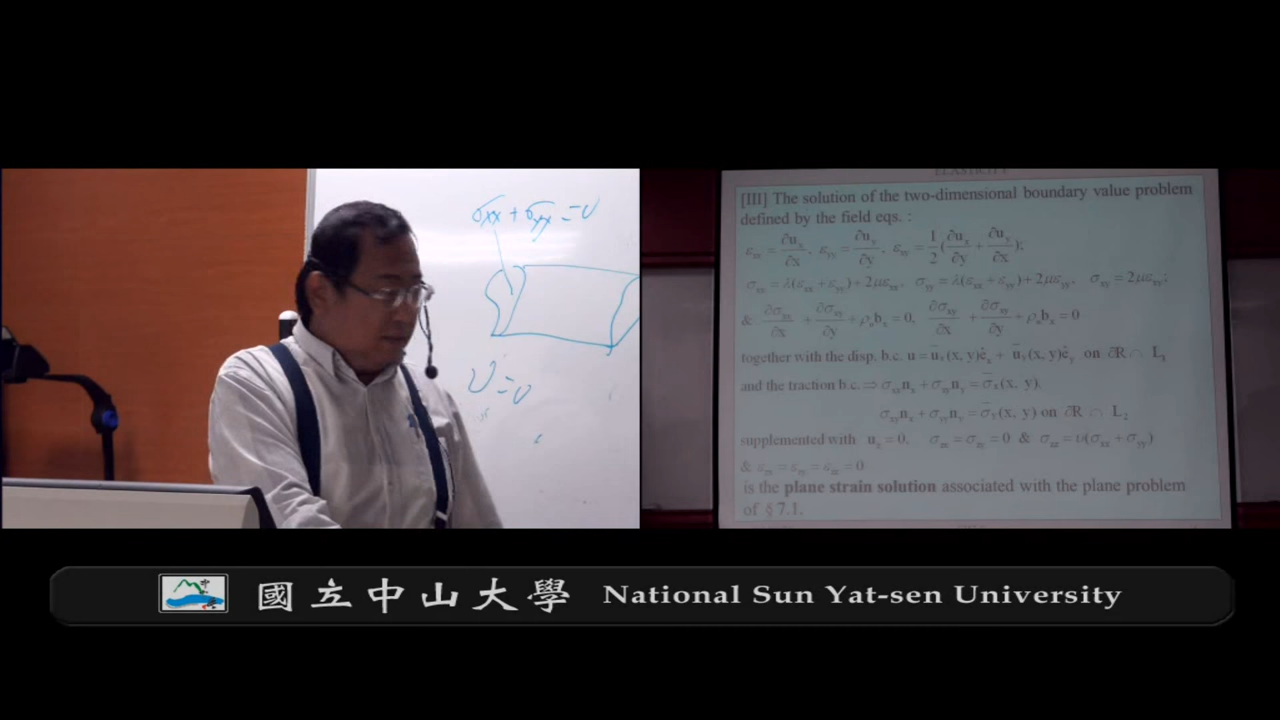 σxx + σyy = 0
υ = 0
ELASTICITY
[III] The solution of the two-dimensional boundary value problem
defined by the field eqs. :
εxx = ∂ux/∂x, εyy = ∂uy/∂y, εxy = 1/2(∂ux/∂y + ∂uy/∂x);
σxx = λ(εxx + εyy) + 2μεxx, σyy = λ(εxx + εyy) + 2μεyy, σxy = 2μεxy;
& ∂σxx/∂x + ∂σxy/∂y + ρobx = 0, ∂σxy/∂x + ∂σyy/∂y + ρobx = 0
together with the disp. b.c. u = ūx(x, y)êx + ūy(x, y)êy on ∂R ∩ L1
and the traction b.c. ⇒ σxxnx + σxyny = σ̄x(x, y),
σxynx + σyyny = σ̄y(x, y) on ∂R ∩ L2
supplemented with uz = 0, σxz = σyz = 0 & σzz = υ(σxx + σyy)
& εzx = εzy = εzz = 0
is the plane strain solution associated with the plane problem
of §7.1.
國立中山大學 National Sun Yat-sen University